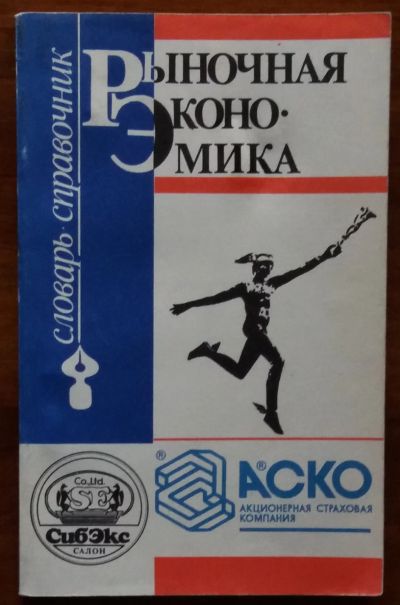 словарь·справочник
Рыночная
Эконо·
мика
Co.,Ltd.
SE
СибЭкс
САЛОН
®
®
АСКО
АКЦИОНЕРНАЯ СТРАХОВАЯ
КОМПАНИЯ